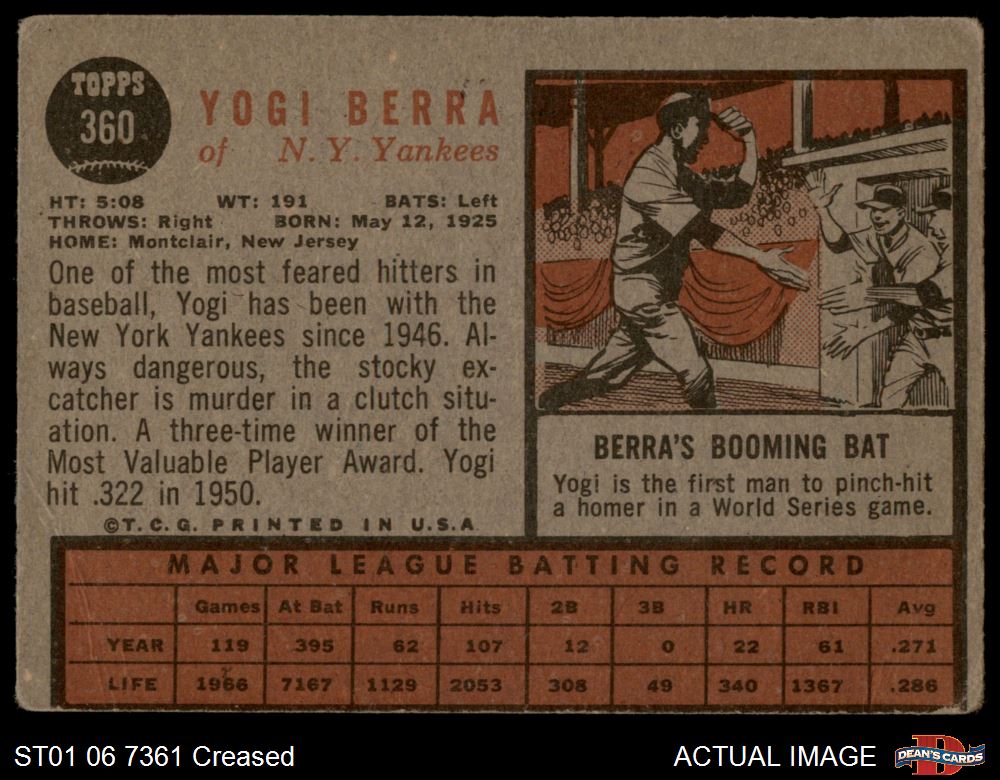 TOPPS
360
YOGI BERRA
of N. Y. Yankees
HT: 5:08 WT: 191 BATS: Left
THROWS: Right BORN: May 12, 1925
HOME: Montclair, New Jersey
One of the most feared hitters in
baseball, Yogi has been with the
New York Yankees since 1946. Al-
ways dangerous, the stocky ex-
catcher is murder in a clutch situ-
ation. A three-time winner of the
Most Valuable Player Award. Yogi
hit .322 in 1950.
©T. C. G. PRINTED IN U.S.A
BERRA'S BOOMING BAT
Yogi is the first man to pinch-hit
a homer in a World Series game.
MAJOR LEAGUE BATTING RECORD
Games At Bat Runs Hits 2B 3B HR RBI Avg
YEAR 119 395 62 107 12 0 22 61 .271
LIFE 1966 7167 1129 2053 308 49 340 1367 .286
ST01 06 7361 Creased
ACTUAL IMAGE
D
DEAN'S CARDS